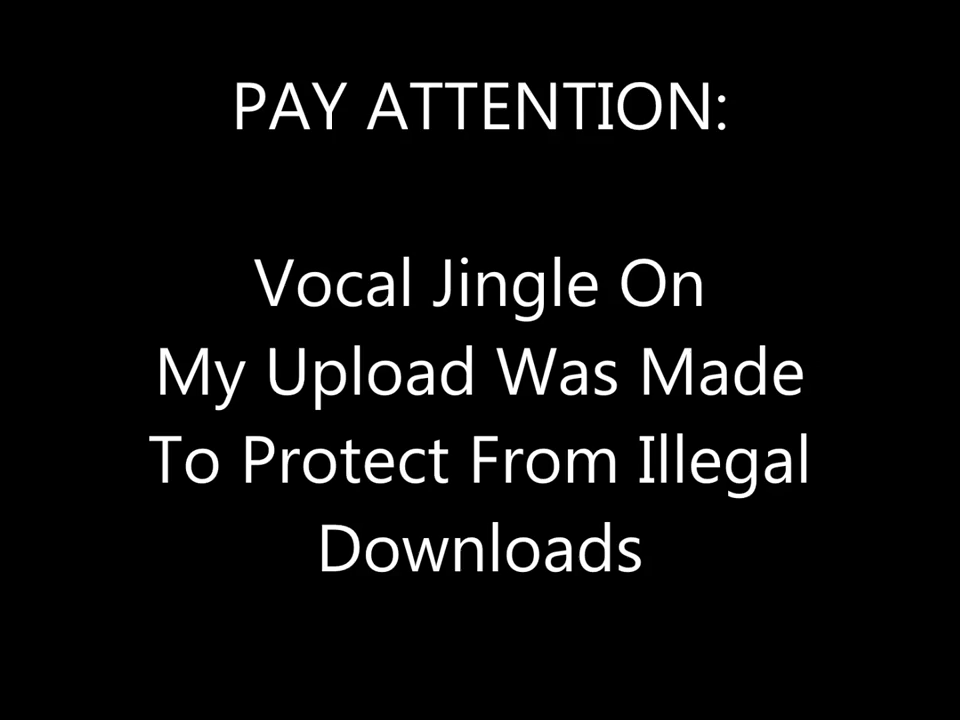 PAY ATTENTION:
Vocal Jingle On
My Upload Was Made
To Protect From Illegal
Downloads